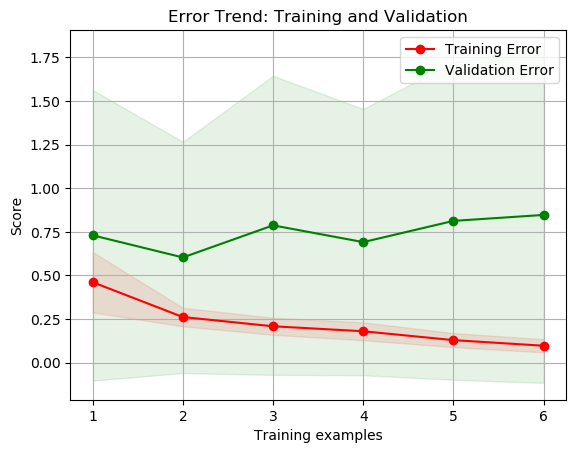 Error Trend: Training and Validation
Training Error
Validation Error
Score
1.75
1.50
1.25
1.00
0.75
0.50
0.25
0.00
1 2 3 4 5 6
Training examples